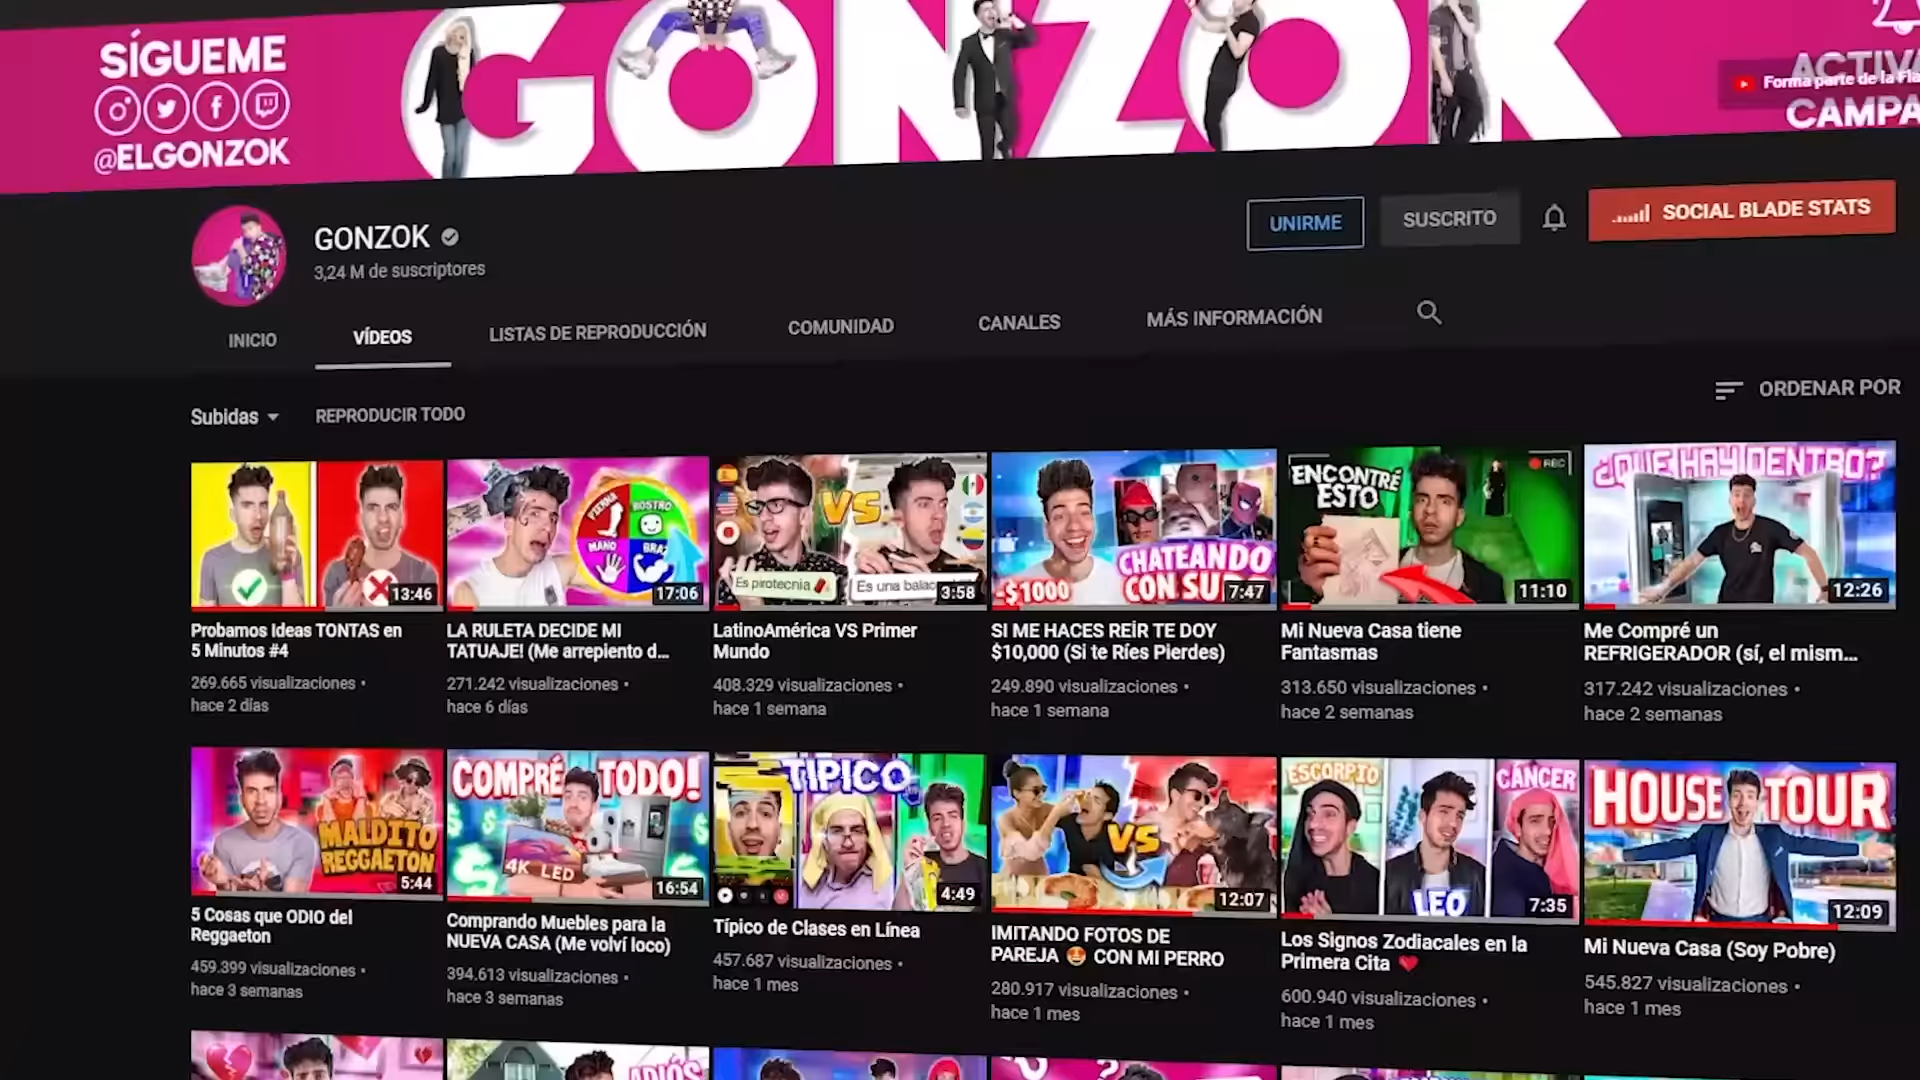 SÍGUEME
@ELGONZOK
GONZOK
ACTIVA
Forma parte de la Fla
CAMPA
GONZOK
3,24 M de suscriptores
UNIRME
SUSCRITO
SOCIAL BLADE STATS
INICIO
VÍDEOS
LISTAS DE REPRODUCCIÓN
COMUNIDAD
CANALES
MÁS INFORMACIÓN
Subidas
REPRODUCIR TODO
ORDENAR POR
13:46
PIERNA
ROSTRO
MANO
BRAZ
17:06
VS
Es pirotecnia
Es una balac
3:58
-$1000
CHATEANDO
CON SU
7:47
ENCONTRÉ
ESTO
REC
11:10
¿QUE HAY DENTRO?
12:26
Probamos Ideas TONTAS en
5 Minutos #4
269.665 visualizaciones •
hace 2 días
LA RULETA DECIDE MI
TATUAJE! (Me arrepiento d...
271.242 visualizaciones •
hace 6 días
LatinoAmérica VS Primer
Mundo
408.329 visualizaciones •
hace 1 semana
SI ME HACES REÍR TE DOY
$10,000 (Si te Ríes Pierdes)
249.890 visualizaciones •
hace 1 semana
Mi Nueva Casa tiene
Fantasmas
313.650 visualizaciones •
hace 2 semanas
Me Compré un
REFRIGERADOR (sí, el mism...
317.242 visualizaciones •
hace 2 semanas
MALDITO
REGGAETON
5:44
COMPRÉ TODO!
4K LED
16:54
TIPICO
4:49
VS
12:07
ESCORPIO
CÁNCER
LEO
7:35
HOUSE TOUR
12:09
5 Cosas que ODIO del
Reggaeton
459.399 visualizaciones •
hace 3 semanas
Comprando Muebles para la
NUEVA CASA (Me volví loco)
394.613 visualizaciones •
hace 3 semanas
Típico de Clases en Línea
457.687 visualizaciones •
hace 1 mes
IMITANDO FOTOS DE
PAREJA 🤩 CON MI PERRO
280.917 visualizaciones •
hace 1 mes
Los Signos Zodiacales en la
Primera Cita ❤️
600.940 visualizaciones •
hace 1 mes
Mi Nueva Casa (Soy Pobre)
545.827 visualizaciones •
hace 1 mes
ADIÓS